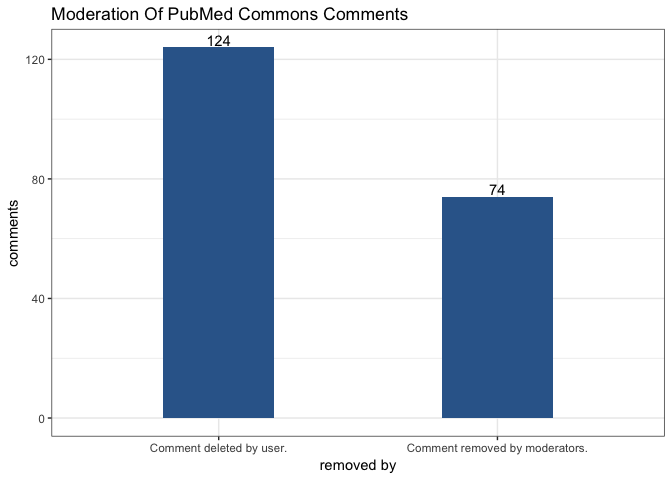 Moderation Of PubMed Commons Comments
124
74
120
80
40
0
comments
Comment deleted by user.
Comment removed by moderators.
removed by